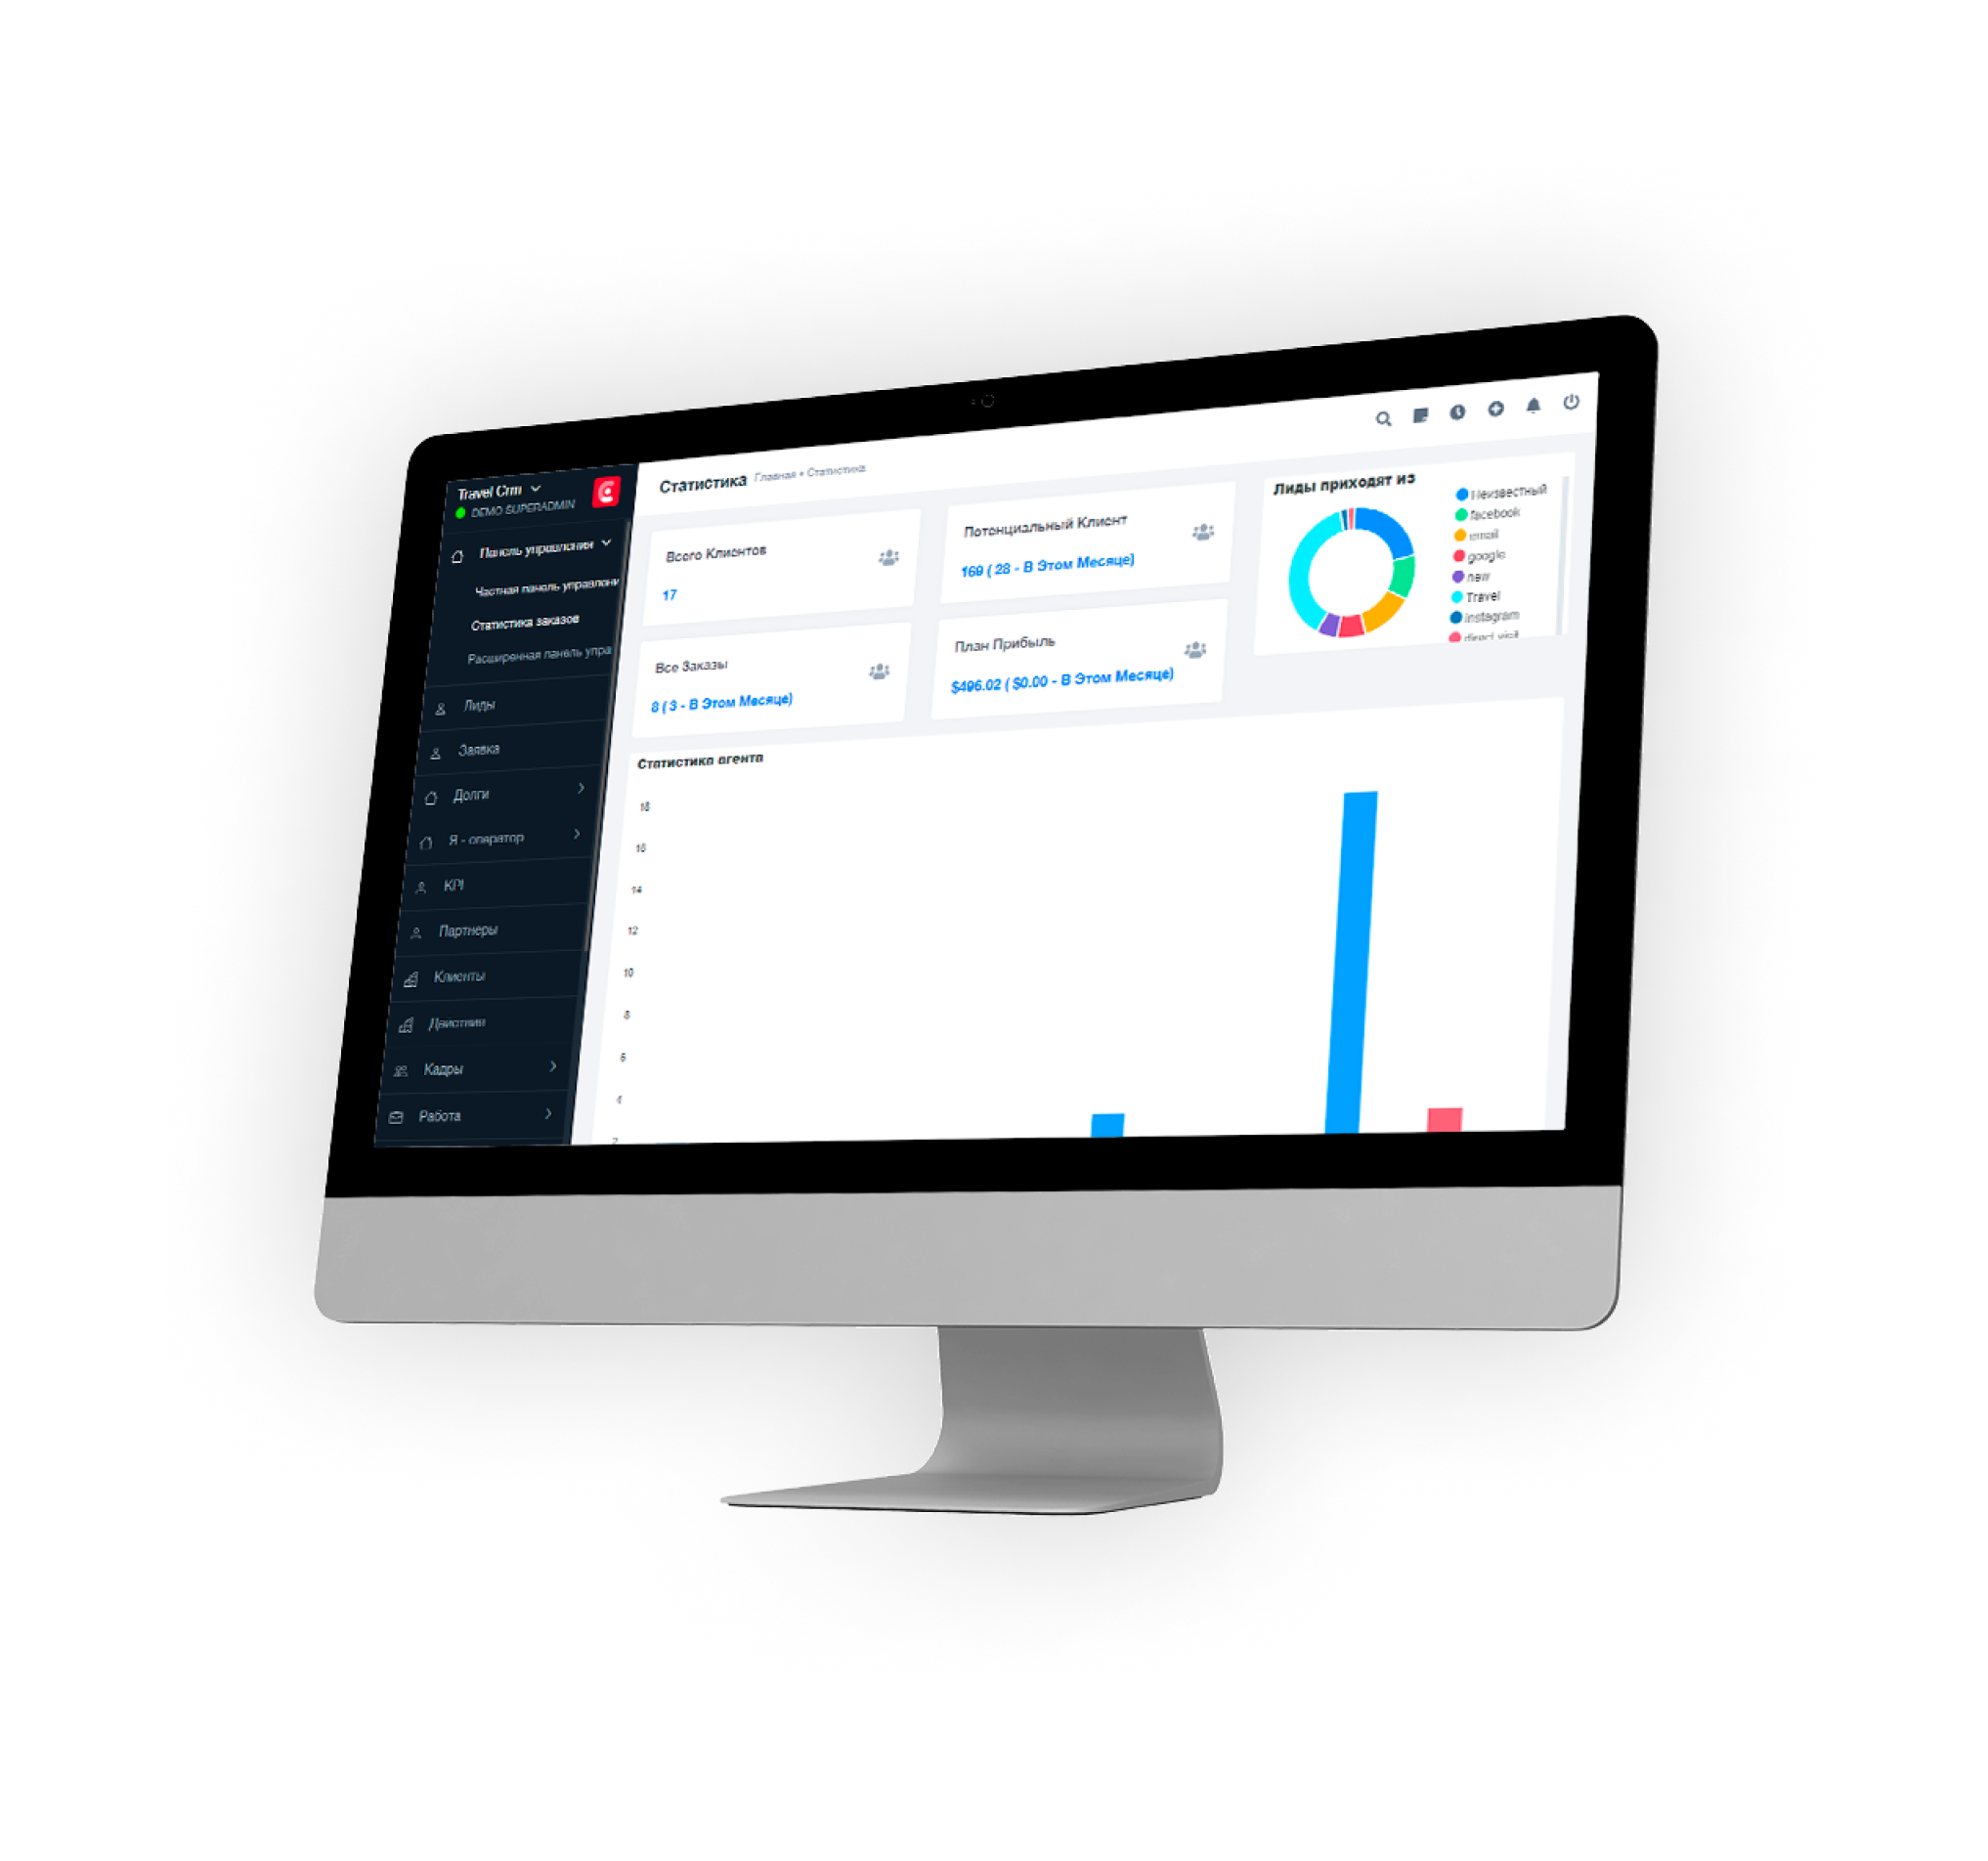 Travel Crm
DEMO SUPERADMIN
Панель управления
Частная панель управлени
Статистика заказов
Расширенная панель упра
Лиды
Заявка
Долги
Я - оператор
KPI
Партнеры
Клиенты
Действия
Кадры
Работа
Статистика Главная • Статистика
Всего Клиентов
17
Потенциальный Клиент
169 ( 28 - В Этом Месяце)
Все Заказы
8 ( 3 - В Этом Месяце)
План Прибыль
$496.02 ( $0.00 - В Этом Месяце)
Лиды приходят из
Неизвестный
facebook
email
google
new
Travel
instagram
direct visit
Статистика агента
18
16
14
12
10
8
6
4
2